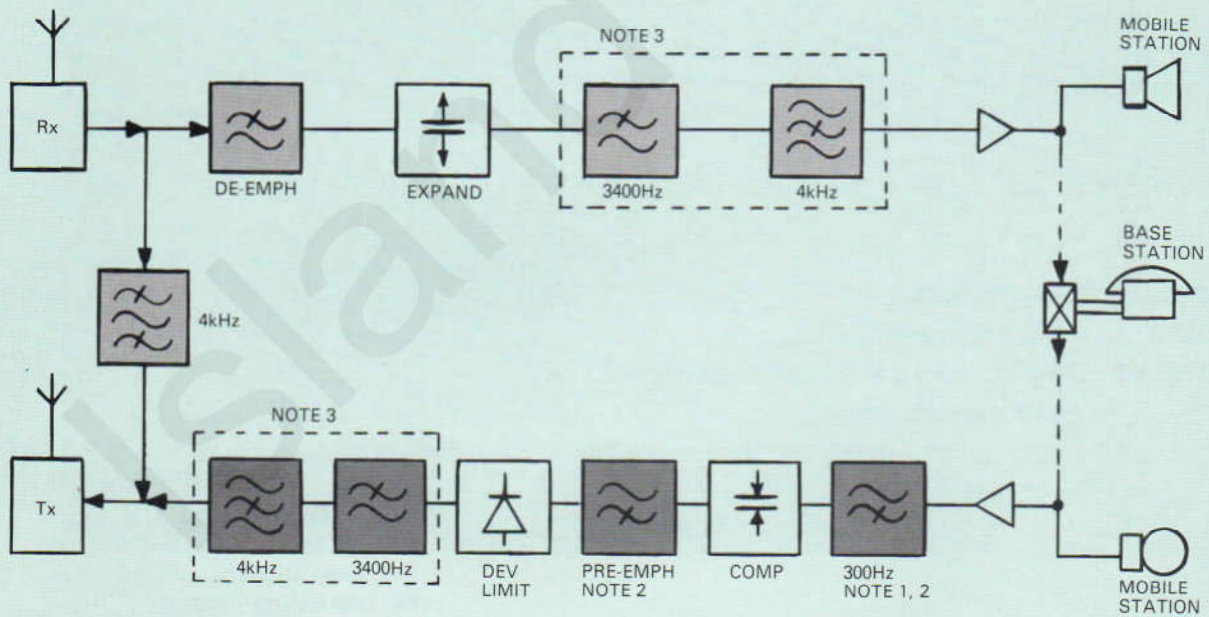 NOTE 3
MOBILE
STATION
Rx
DE-EMPH
EXPAND
3400Hz
4kHz
BASE
STATION
4kHz
NOTE 3
Tx
4kHz
3400Hz
DEV
LIMIT
PRE-EMPH
NOTE 2
COMP
300Hz
NOTE 1, 2
MOBILE
STATION
Island